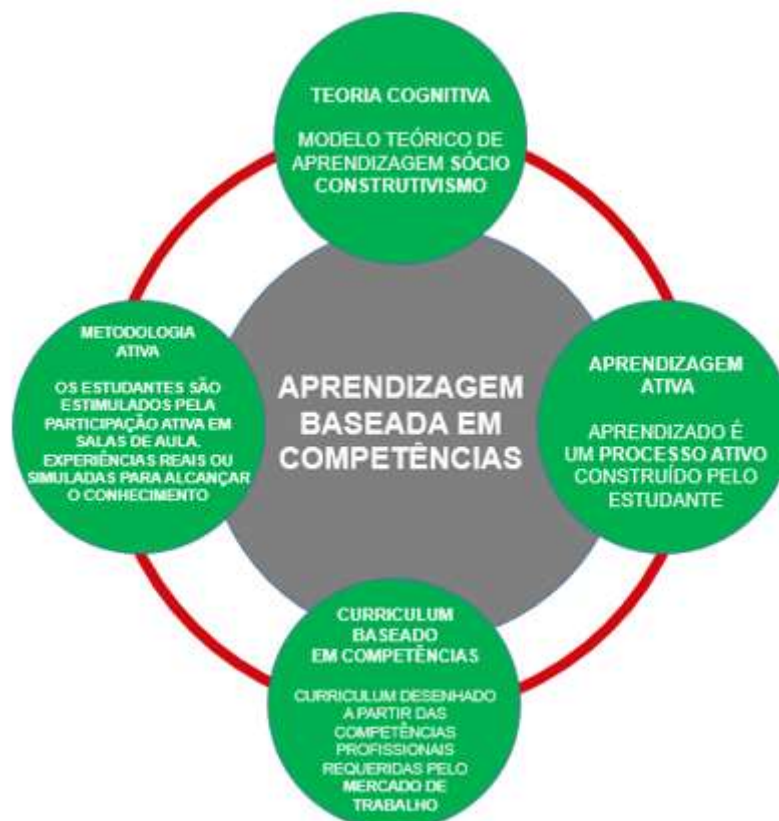 TEORIA COGNITIVA
MODELO TEÓRICO DE
APRENDIZAGEM SÓCIO
CONSTRUTIVISMO
METODOLOGIA
ATIVA
OS ESTUDANTES SÃO
ESTIMULADOS PELA
PARTICIPAÇÃO ATIVA EM
SALAS DE AULA.
EXPERIÊNCIAS REAIS OU
SIMULADAS PARA ALCANÇAR
O CONHECIMENTO
APRENDIZAGEM
BASEADA EM
COMPETÊNCIAS
APRENDIZAGEM
ATIVA
APRENDIZADO É
UM PROCESSO ATIVO
CONSTRUÍDO PELO
ESTUDANTE
CURRICULUM
BASEADO
EM COMPETÊNCIAS
CURRICULUM DESENHADO
A PARTIR DAS
COMPETÊNCIAS
PROFISSIONAIS
REQUERIDAS PELO
MERCADO DE
TRABALHO